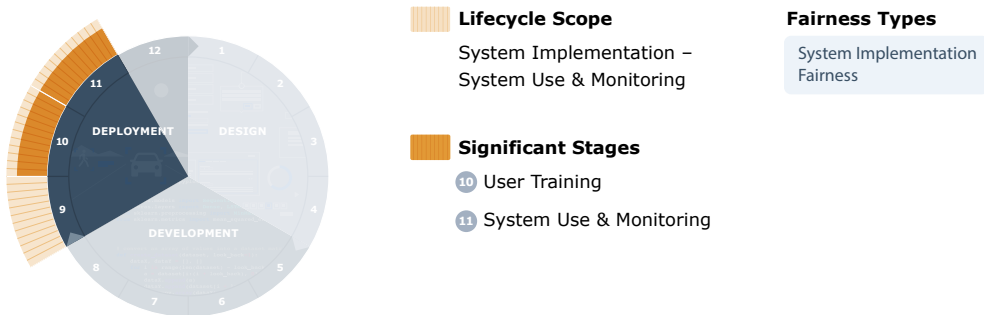 Lifecycle Scope
System Implementation –
System Use & Monitoring
Fairness Types
System Implementation
Fairness
Significant Stages
10 User Training
11 System Use & Monitoring
12
1
11
2
DEPLOYMENT
DESIGN
10
3
9
4
DEVELOPMENT
8
5
7
6